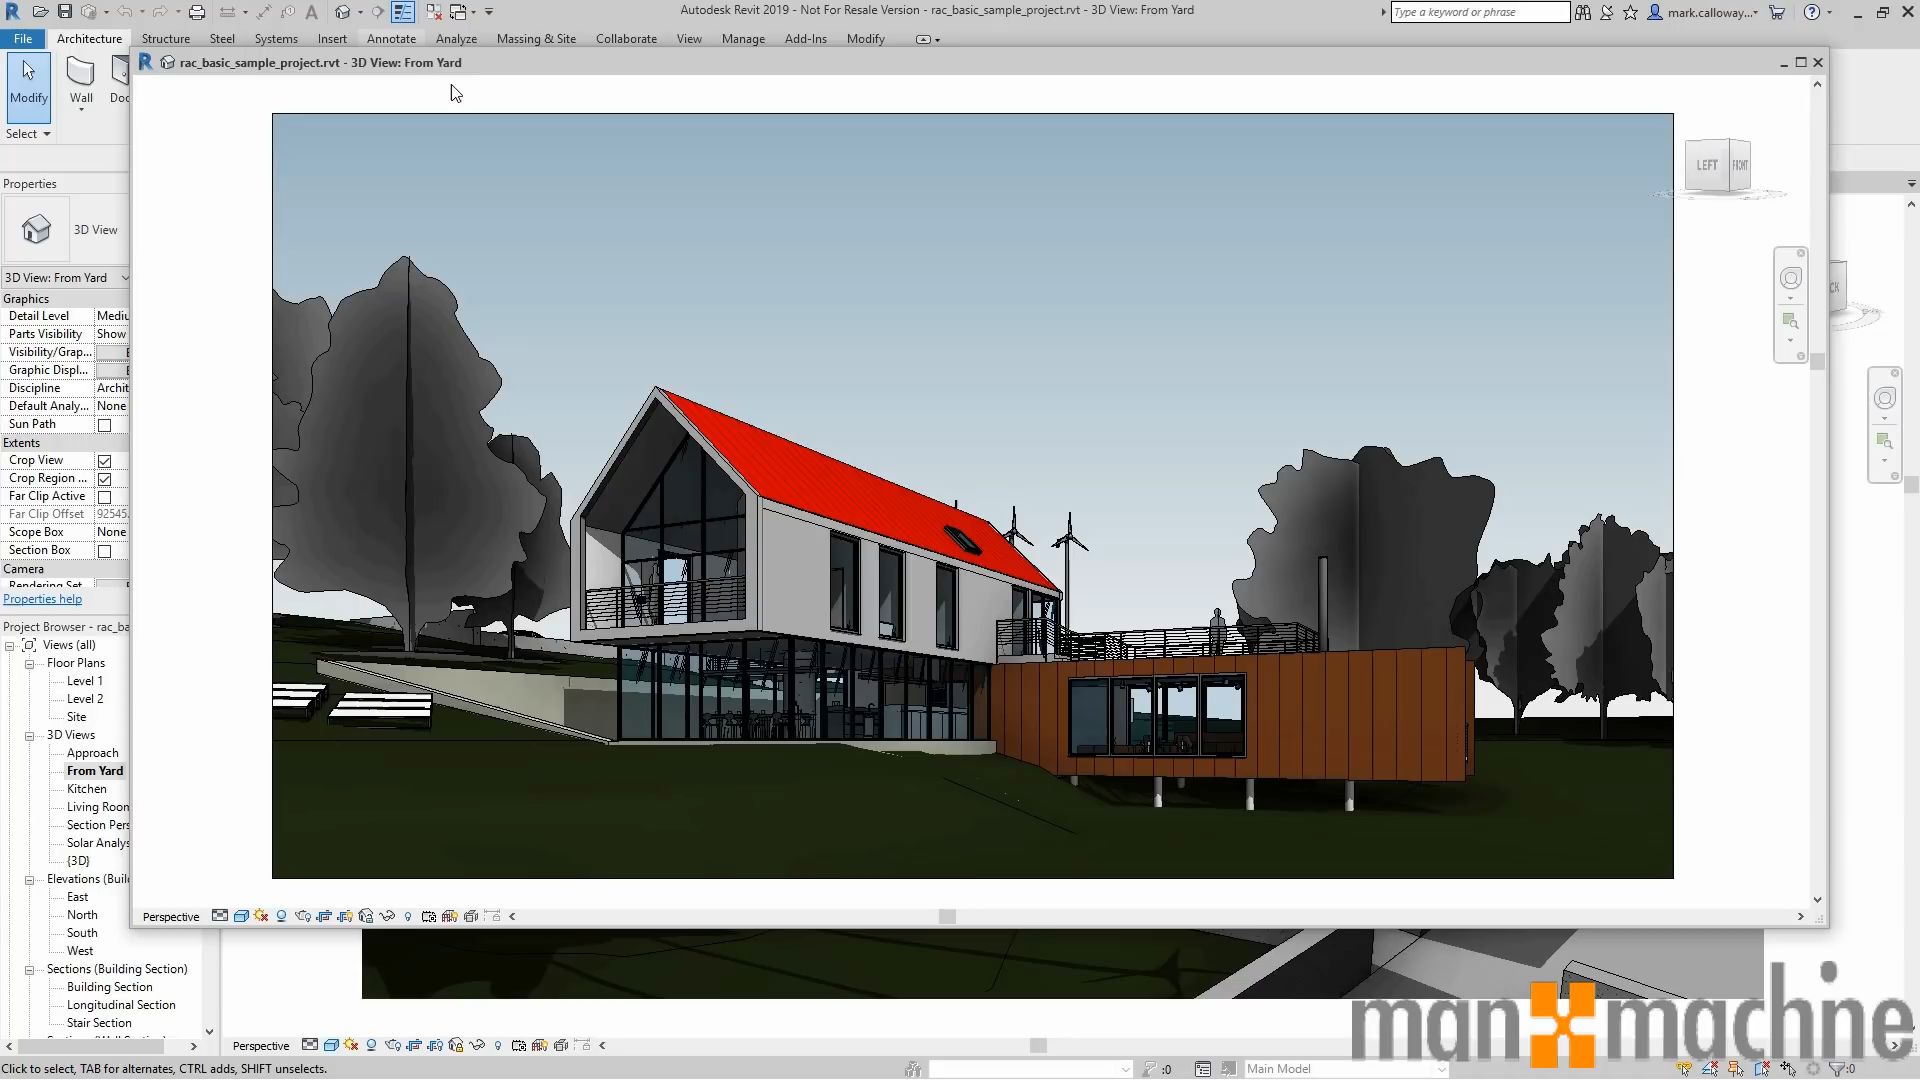 Autodesk Revit 2019 - Not For Resale Version - rac_basic_sample_project.rvt - 3D View: From Yard
Type a keyword or phrase
mark.calloway...
File Architecture Structure Steel Systems Insert Annotate Analyze Massing & Site Collaborate View Manage Add-Ins Modify
rac_basic_sample_project.rvt - 3D View: From Yard
Modify
Wall
Select
LEFT
FRONT
Properties
3D View
3D View: From Yard
Graphics
Detail Level
Parts Visibility Show
Visibility/Grap...
Graphic Displ...
Discipline
Default Analy... None
Sun Path
Extents
Crop View
Crop Region ...
Far Clip Active
Far Clip Offset 92545.
Scope Box None
Section Box
Camera
Properties help
Project Browser - rac_ba
Views (all)
Floor Plans
Level 1
Level 2
Site
3D Views
Approach
From Yard
Kitchen
Living Room
Section Pers
Solar Analys
{3D}
Elevations (Buil
East
North
South
West
Sections (Building Section)
Building Section
Longitudinal Section
Stair Section
Perspective
Perspective
Click to select, TAB for alternates, CTRL adds, SHIFT unselects.
:0
Main Model
:0
man machine